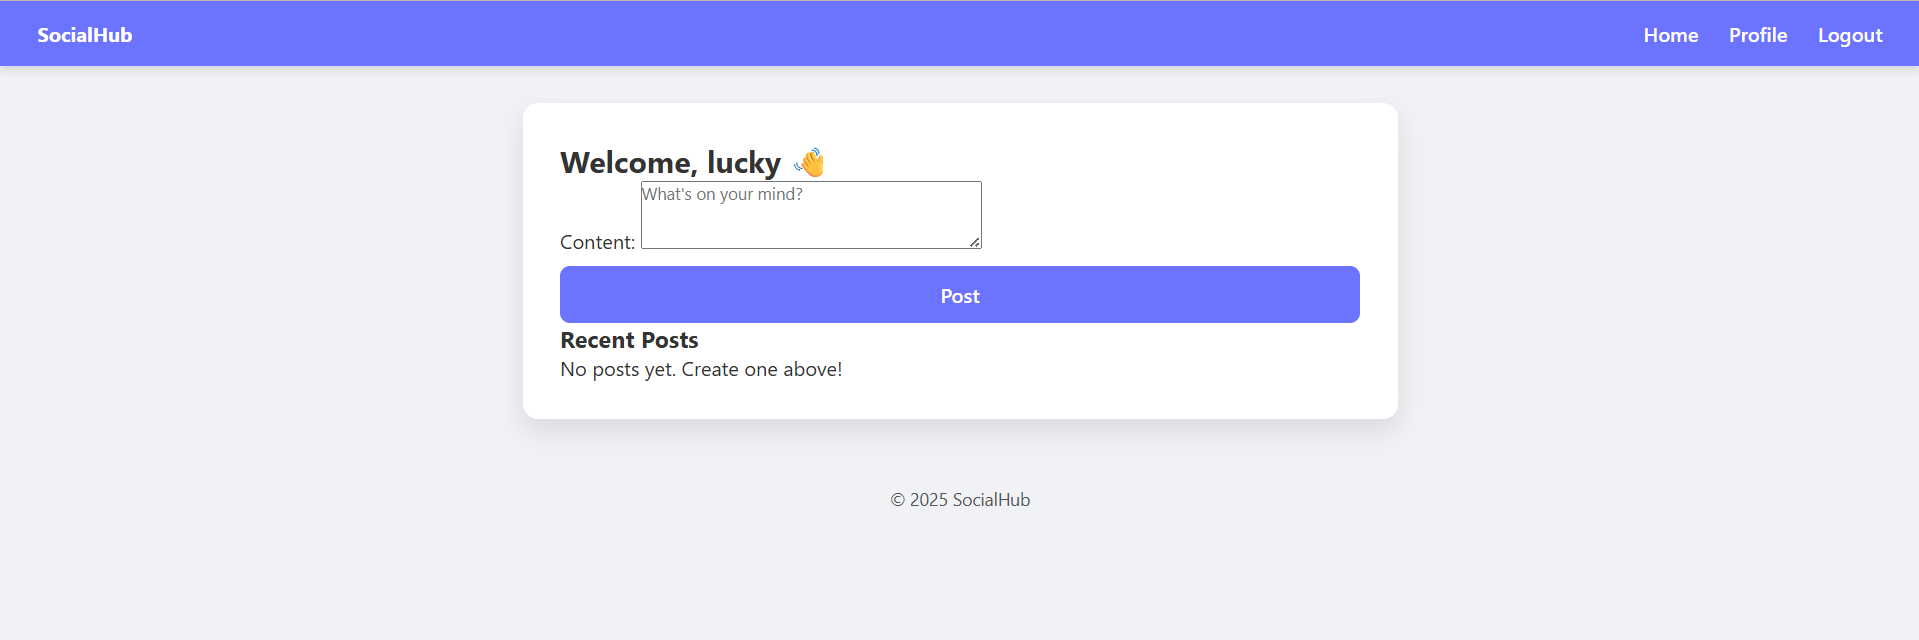 SocialHub Home Profile Logout
Welcome, lucky 👋
What's on your mind?
Content:
Post
Recent Posts
No posts yet. Create one above!
© 2025 SocialHub